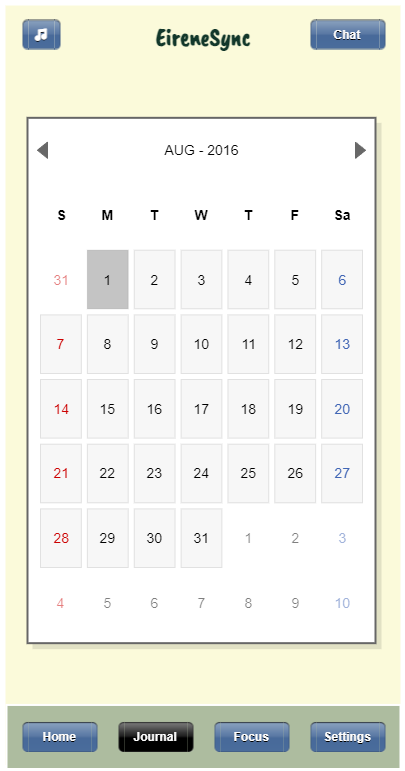 EireneSync
Chat
AUG - 2016
S M T W T F Sa
31 1 2 3 4 5 6
7 8 9 10 11 12 13
14 15 16 17 18 19 20
21 22 23 24 25 26 27
28 29 30 31 1 2 3
4 5 6 7 8 9 10
Home Journal Focus Settings